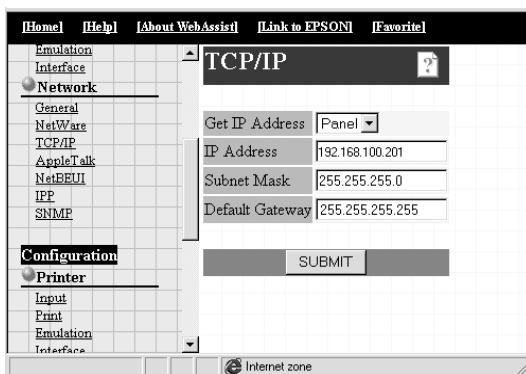 [Home] [Help] [About WebAssist] [Link to EPSON] [Favorite]
Emulation
Interface
Network
General
NetWare
TCP/IP
AppleTalk
NetBEUI
IPP
SNMP
Configuration
Printer
Input
Print
Emulation
Interface
TCP/IP
?
Get IP Address Panel
IP Address 192.168.100.201
Subnet Mask 255.255.255.0
Default Gateway 255.255.255.255
SUBMIT
Internet zone